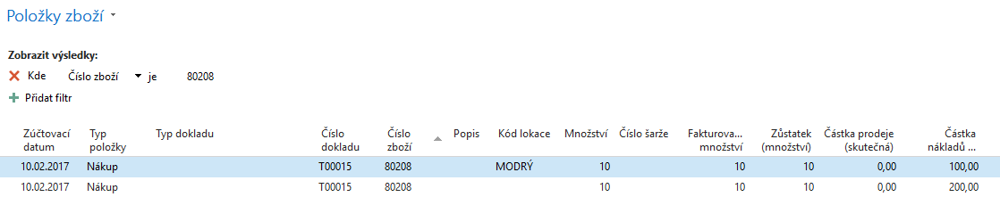 Položky zboží
Zobrazit výsledky:
Kde Číslo zboží je 80208
Přidat filtr
Zúčtovací datum Typ položky Typ dokladu Číslo dokladu Číslo zboží Popis Kód lokace Množství Číslo šarže Fakturova... množství Zůstatek (množství) Částka prodeje (skutečná) Částka nákladů ...
10.02.2017 Nákup T00015 80208 MODRÝ 10 10 10 0,00 100,00
10.02.2017 Nákup T00015 80208 10 10 10 0,00 200,00